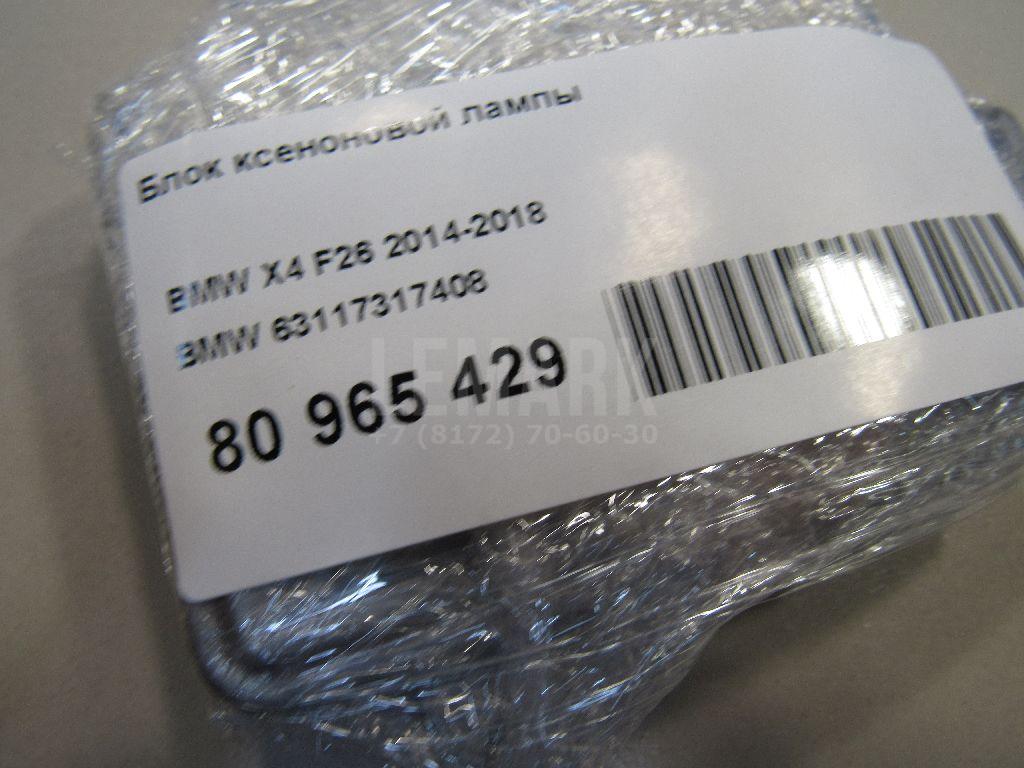 Блок ксеноновой лампы
BMW X4 F26 2014-2018
BMW 63117317408
80 965 429
LEMARK
+7 (8172) 70-60-30